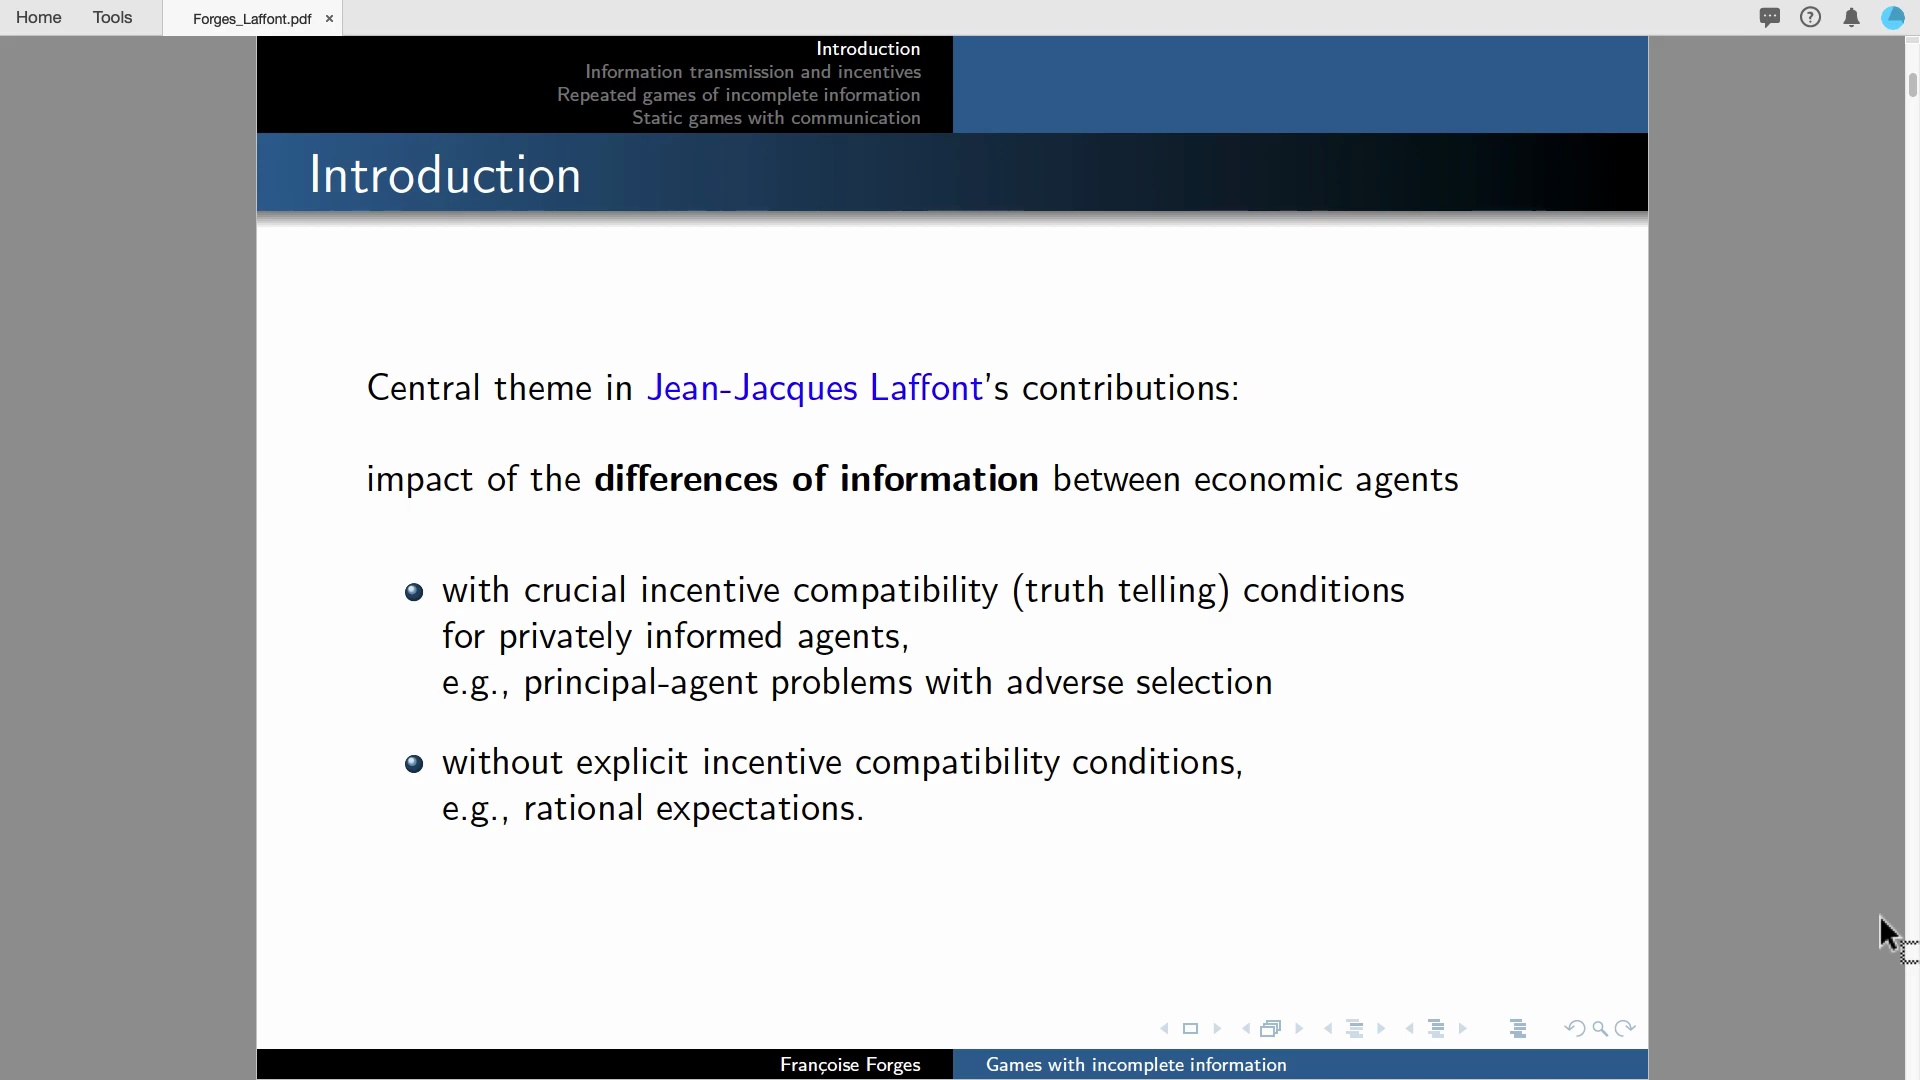 Home Tools Forges_Laffont.pdf ×
Introduction
Information transmission and incentives
Repeated games of incomplete information
Static games with communication
Introduction
Central theme in Jean-Jacques Laffont's contributions:
impact of the differences of information between economic agents
with crucial incentive compatibility (truth telling) conditions
for privately informed agents,
e.g., principal-agent problems with adverse selection
without explicit incentive compatibility conditions,
e.g., rational expectations.
Françoise Forges Games with incomplete information